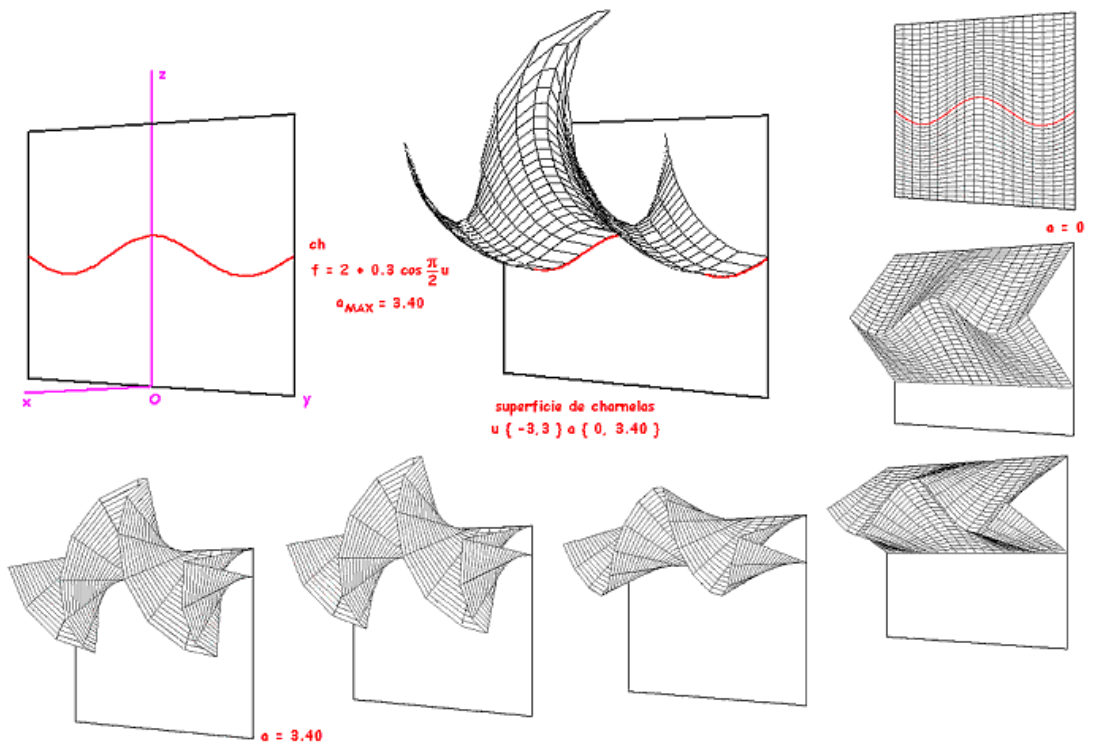 z
x
O
y
ch
f = 2 + 0.3 cos π/2 u
aMAX = 3.40
superficie de charnelas
u { -3,3 } a { 0, 3.40 }
a = 0
a = 3.40